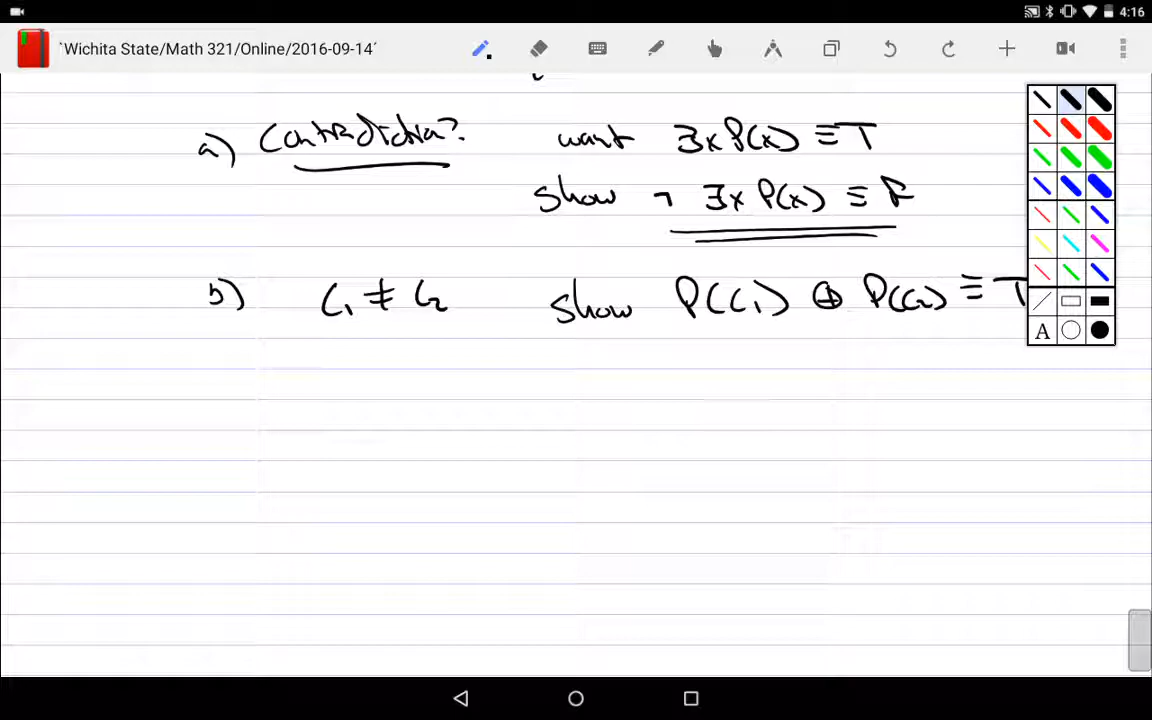 4:16
`Wichita State/Math 321/Online/2016-09-14´
a) Contradiction? want ∃x P(x) ≡ T
show ¬ ∃x P(x) ≡ F
b) C₁ ≠ C₂ show P(C₁) ⊕ P(C₂) ≡ T
A